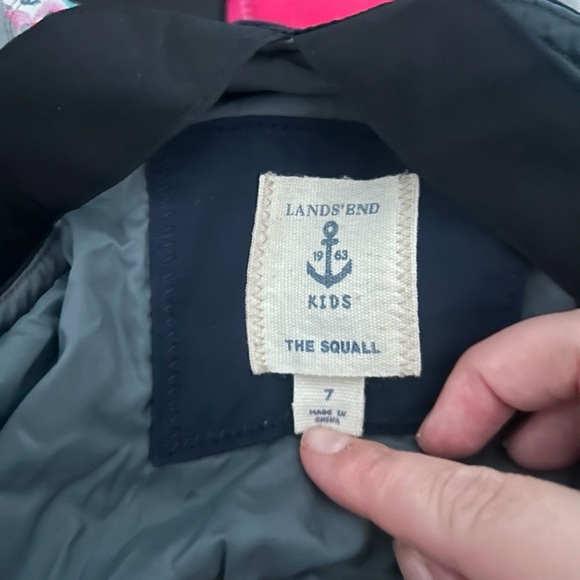 LANDS' END
19 63
KIDS
THE SQUALL
7
MADE IN
CHINA